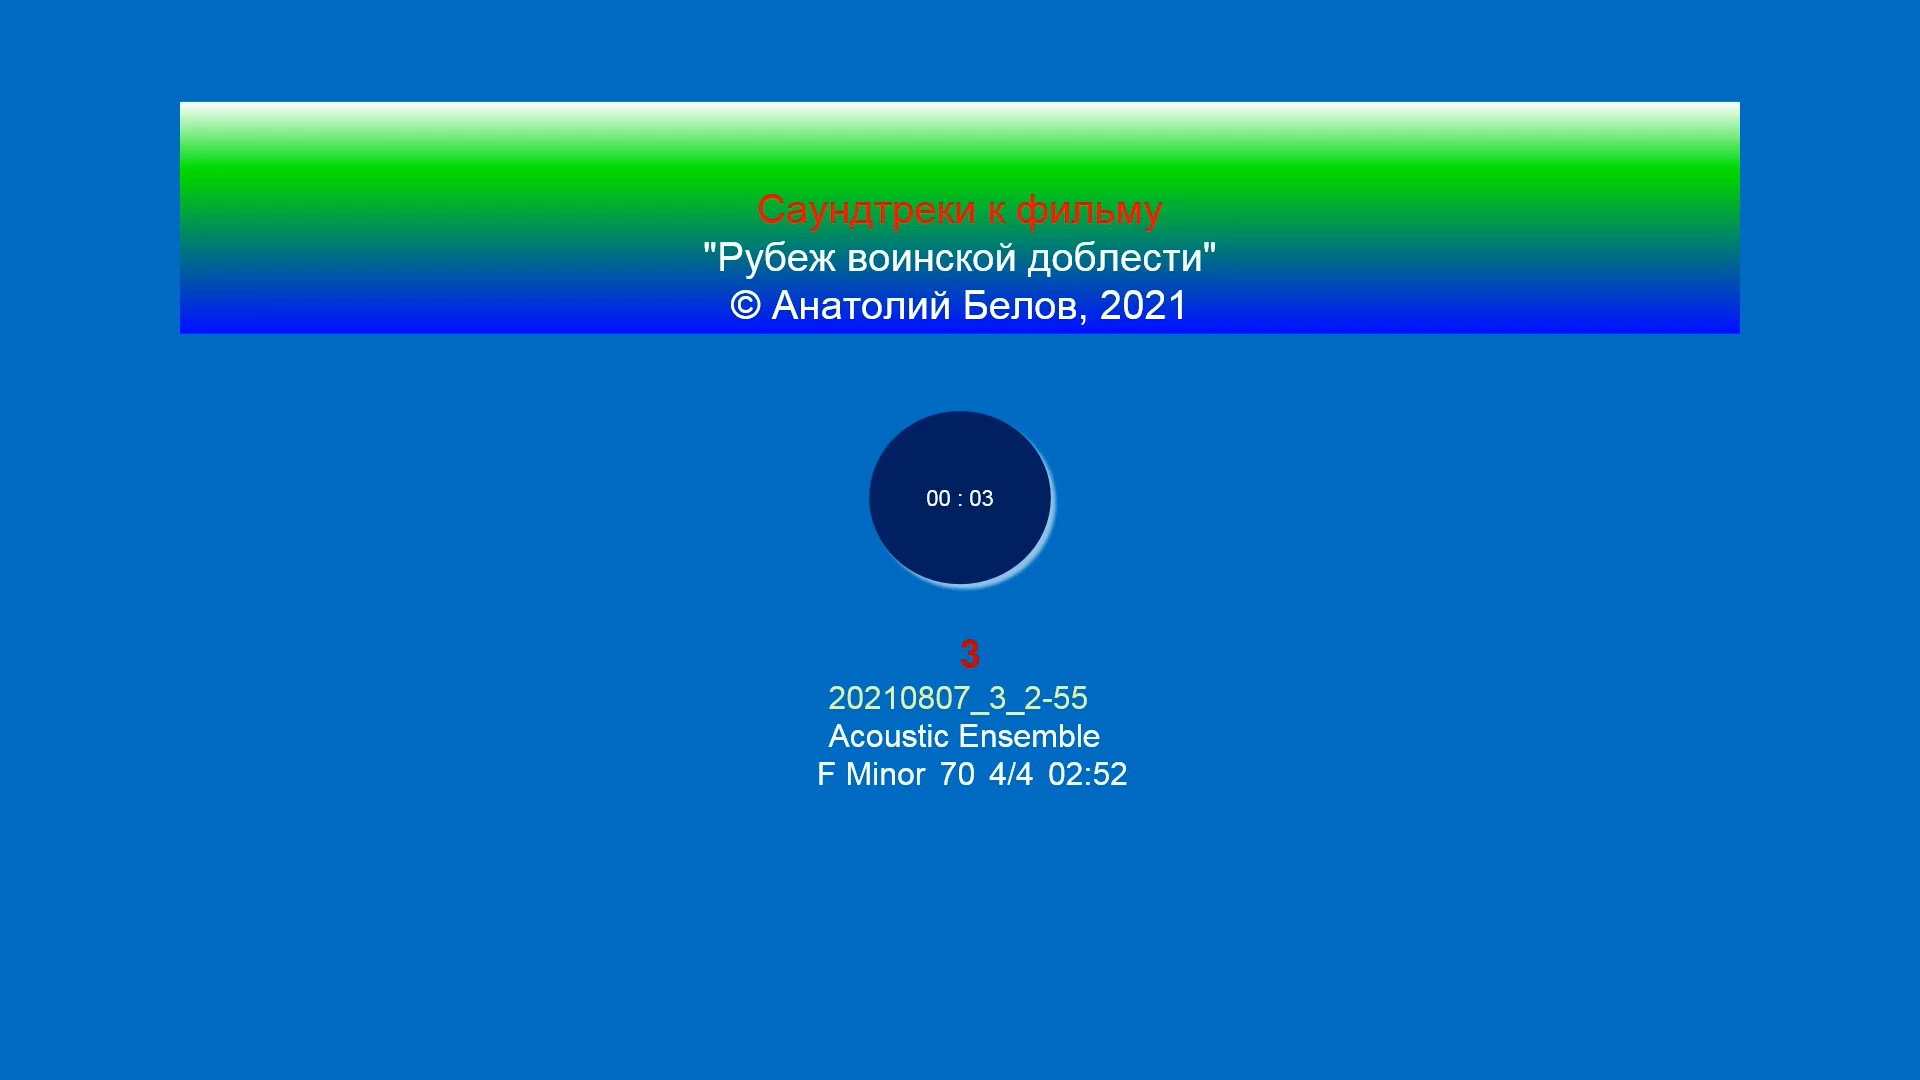 Саундтреки к фильму
"Рубеж воинской доблести"
© Анатолий Белов, 2021
00 : 03
3
20210807_3_2-55
Acoustic Ensemble
F Minor 70 4/4 02:52